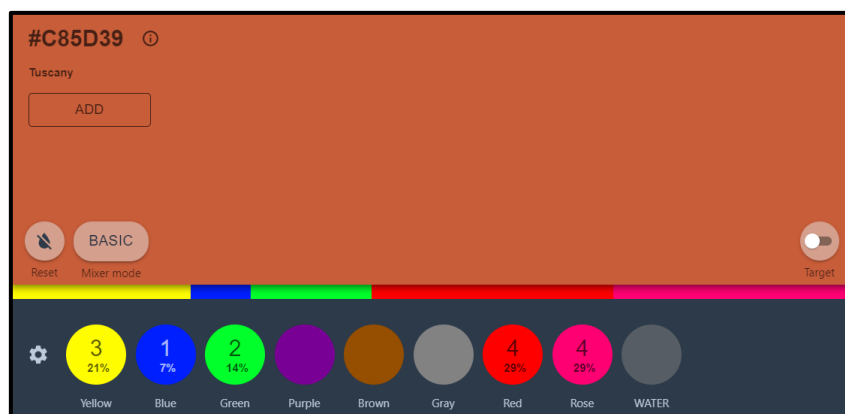 #C85D39
Tuscany
ADD
BASIC
Reset
Mixer mode
Target
3
21%
1
7%
2
14%
4
29%
4
29%
Yellow
Blue
Green
Purple
Brown
Gray
Red
Rose
WATER